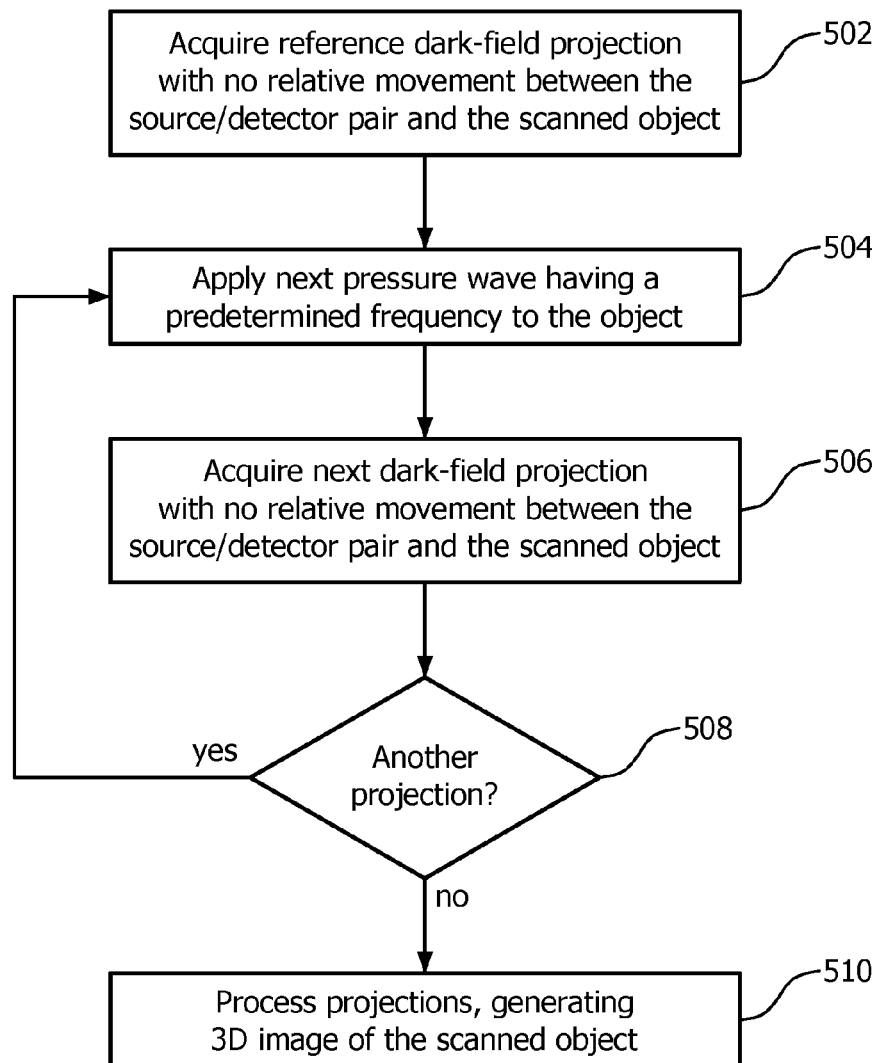 Acquire reference dark-field projection
with no relative movement between the
source/detector pair and the scanned object
502
Apply next pressure wave having a
predetermined frequency to the object
504
Acquire next dark-field projection
with no relative movement between the
source/detector pair and the scanned object
506
Another
projection?
508
yes
no
Process projections, generating
3D image of the scanned object
510